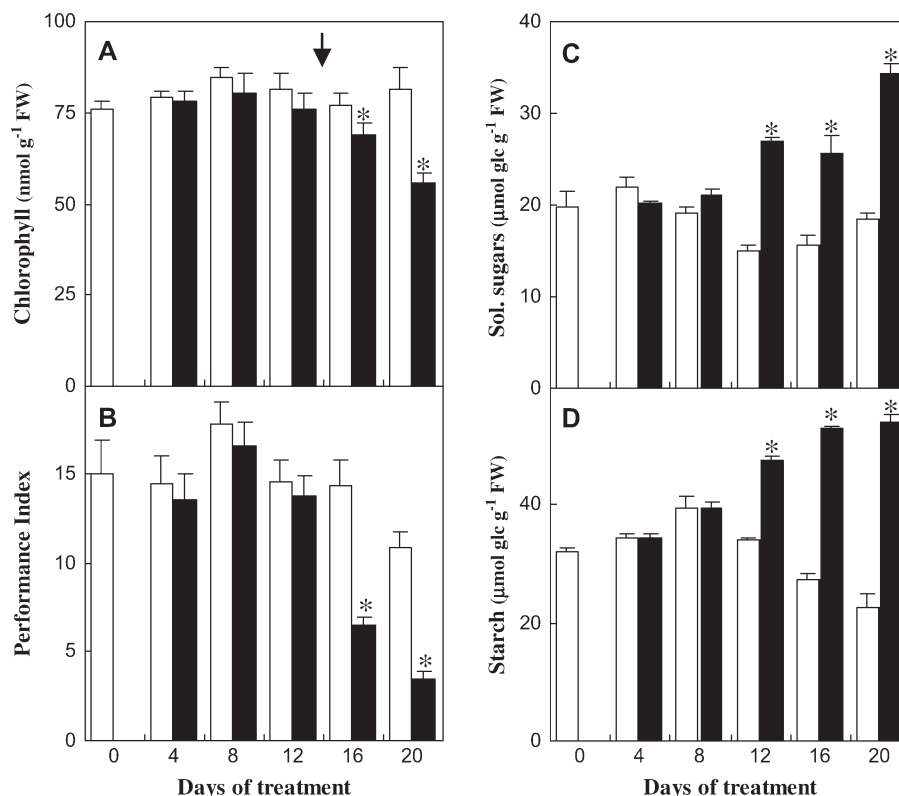 A
Chlorophyll (nmol g⁻¹ FW)
100
75
50
25
0
*
*
B
Performance Index
15
10
5
0
*
*
0 4 8 12 16 20
Days of treatment
C
Sol. sugars (µmol glc g⁻¹ FW)
40
30
20
10
0
*
*
*
D
Starch (µmol glc g⁻¹ FW)
40
20
0
*
*
*
0 4 8 12 16 20
Days of treatment